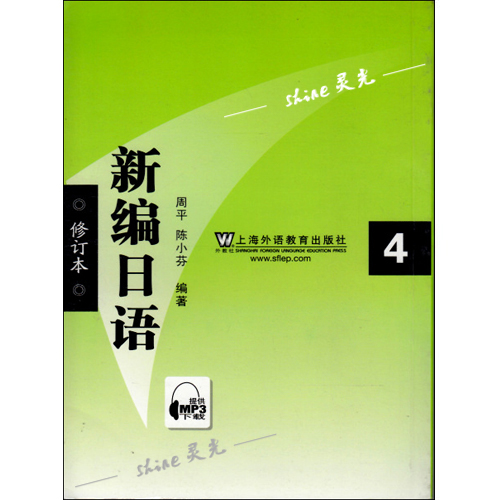 shine 灵光
新编日语
◎ 修订本 ◎
周平 陈小芬 编著
W 上海外语教育出版社
外教社 SHANGHAI FOREIGN LANGUAGE EDUCATION PRESS
www.sflep.com
4
提供
MP3
下载
shine 灵光